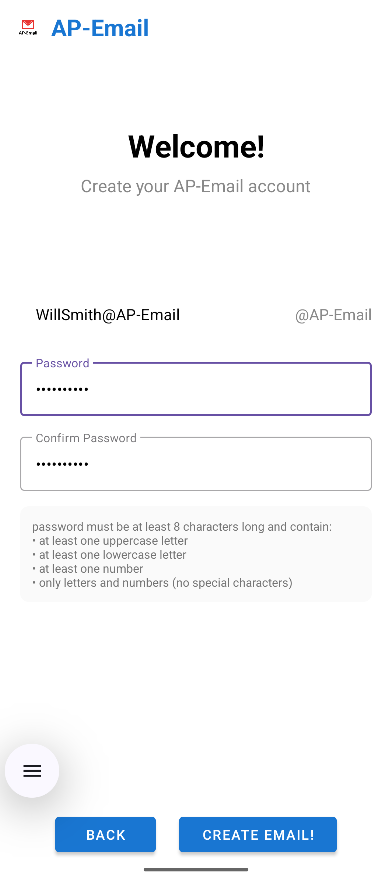 AP-Email
AP-Email
Welcome!
Create your AP-Email account
WillSmith@AP-Email @AP-Email
Password
••••••••••
Confirm Password
••••••••••
password must be at least 8 characters long and contain:
• at least one uppercase letter
• at least one lowercase letter
• at least one number
• only letters and numbers (no special characters)
BACK CREATE EMAIL!